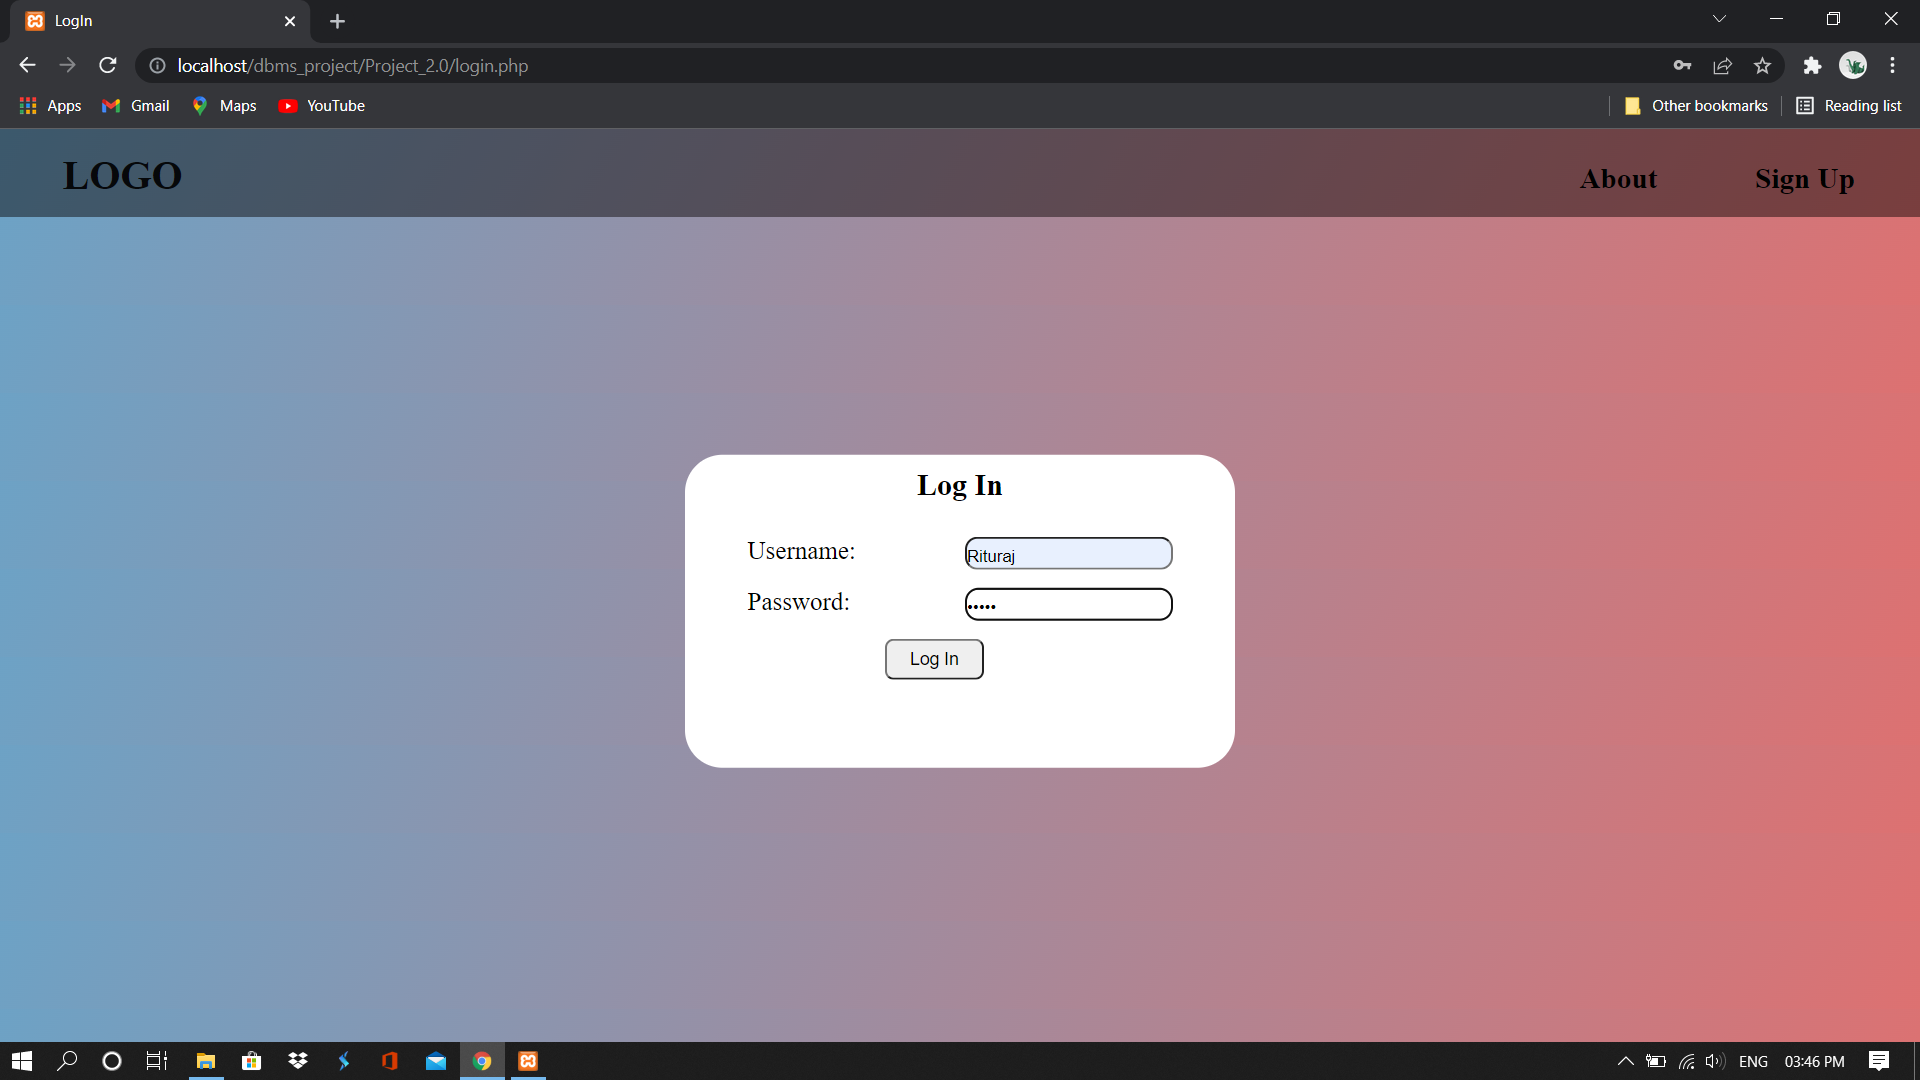 LogIn
localhost/dbms_project/Project_2.0/login.php
Apps Gmail Maps YouTube Other bookmarks Reading list
LOGO About Sign Up
Log In
Username: Rituraj
Password: •••••
Log In
ENG 03:46 PM